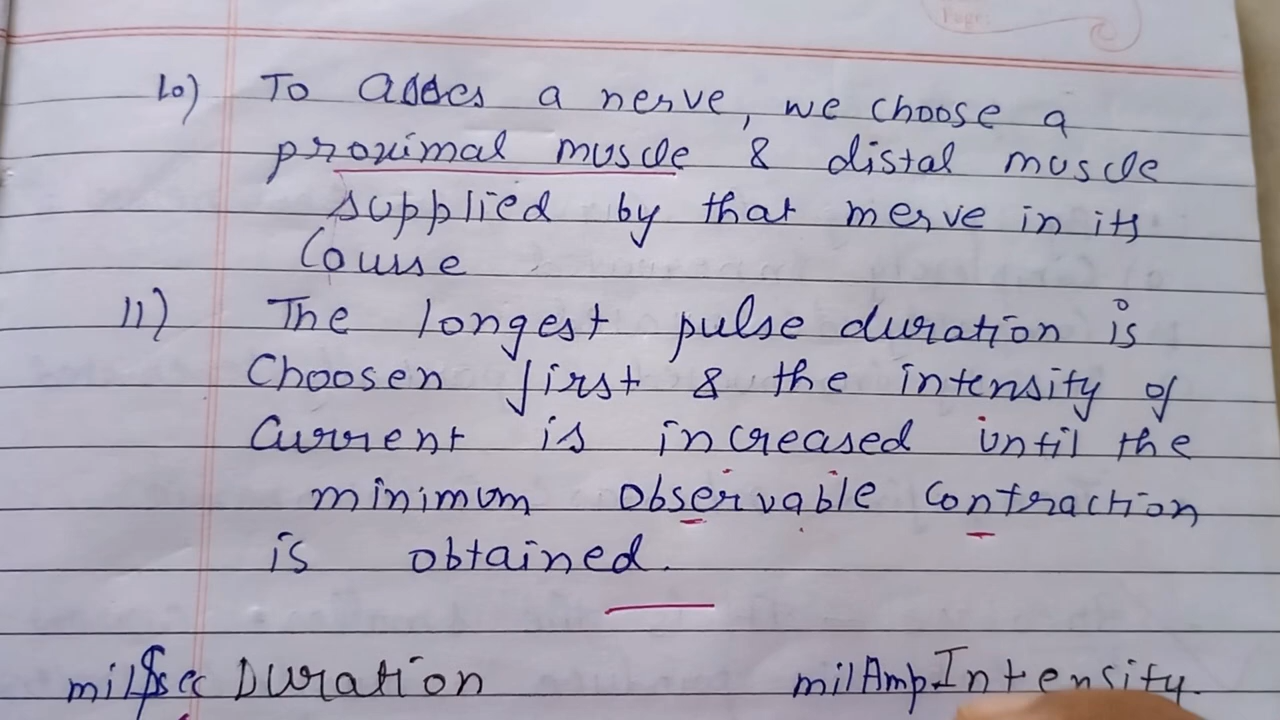 Page:
10) To asses a nerve, we choose a
proximal muscle & distal muscle
supplied by that nerve in its
Course
11) The longest pulse duration is
Choosen first & the intensity of
Current is increased until the
minimum observable contraction
is obtained.
milSec Duration milAmp Intensity.